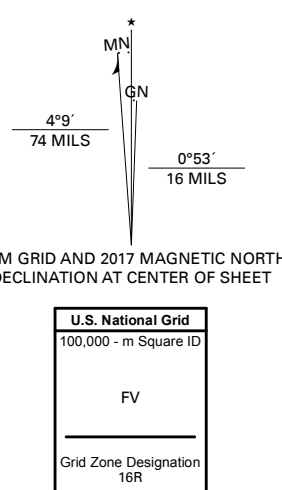 ★
MN
GN
4°9´
74 MILS
0°53´
16 MILS
M GRID AND 2017 MAGNETIC NORTH
DECLINATION AT CENTER OF SHEET
U.S. National Grid
100,000 - m Square ID
FV
Grid Zone Designation
16R